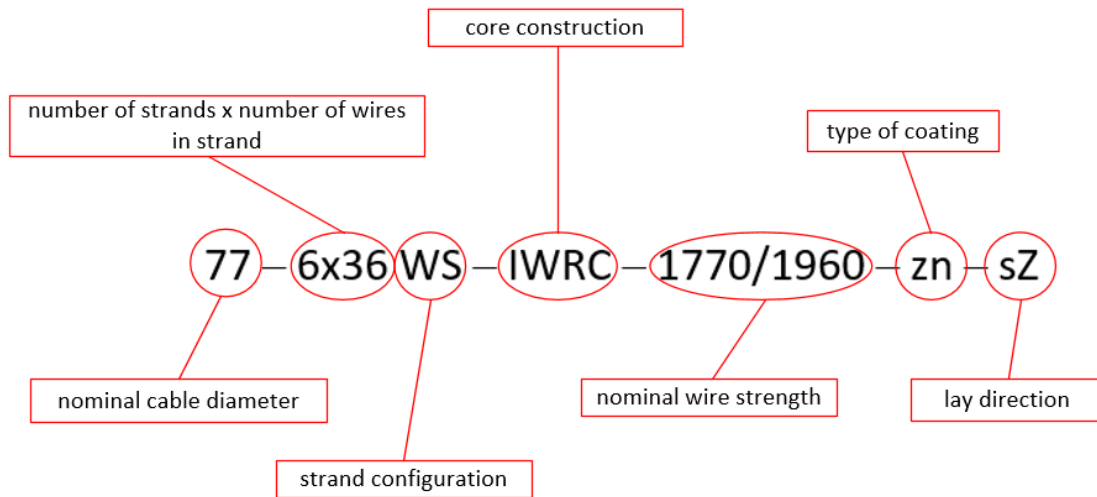 core construction
number of strands x number of wires
in strand
type of coating
77 – 6x36 WS – IWRC – 1770/1960 – zn – sZ
nominal cable diameter
nominal wire strength
lay direction
strand configuration